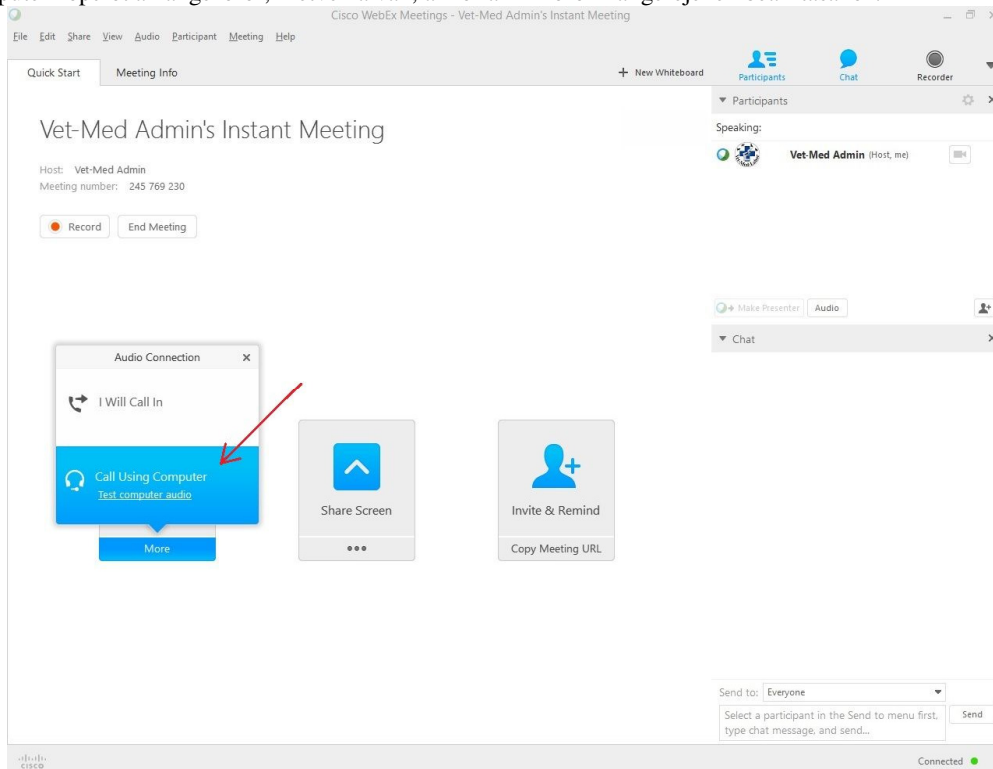 Cisco WebEx Meetings - Vet-Med Admin's Instant Meeting
File Edit Share View Audio Participant Meeting Help
Quick Start Meeting Info + New Whiteboard Participants Chat Recorder
Participants
Speaking:
Vet-Med Admin (Host, me)
Vet-Med Admin's Instant Meeting
Host: Vet-Med Admin
Meeting number: 245 769 230
Record End Meeting
Make Presenter Audio
Chat
Audio Connection
I Will Call In
Call Using Computer
Test computer audio
More
Share Screen
Invite & Remind
Copy Meeting URL
Send to: Everyone
Select a participant in the Send to menu first,
type chat message, and send...
Send
CISCO
Connected